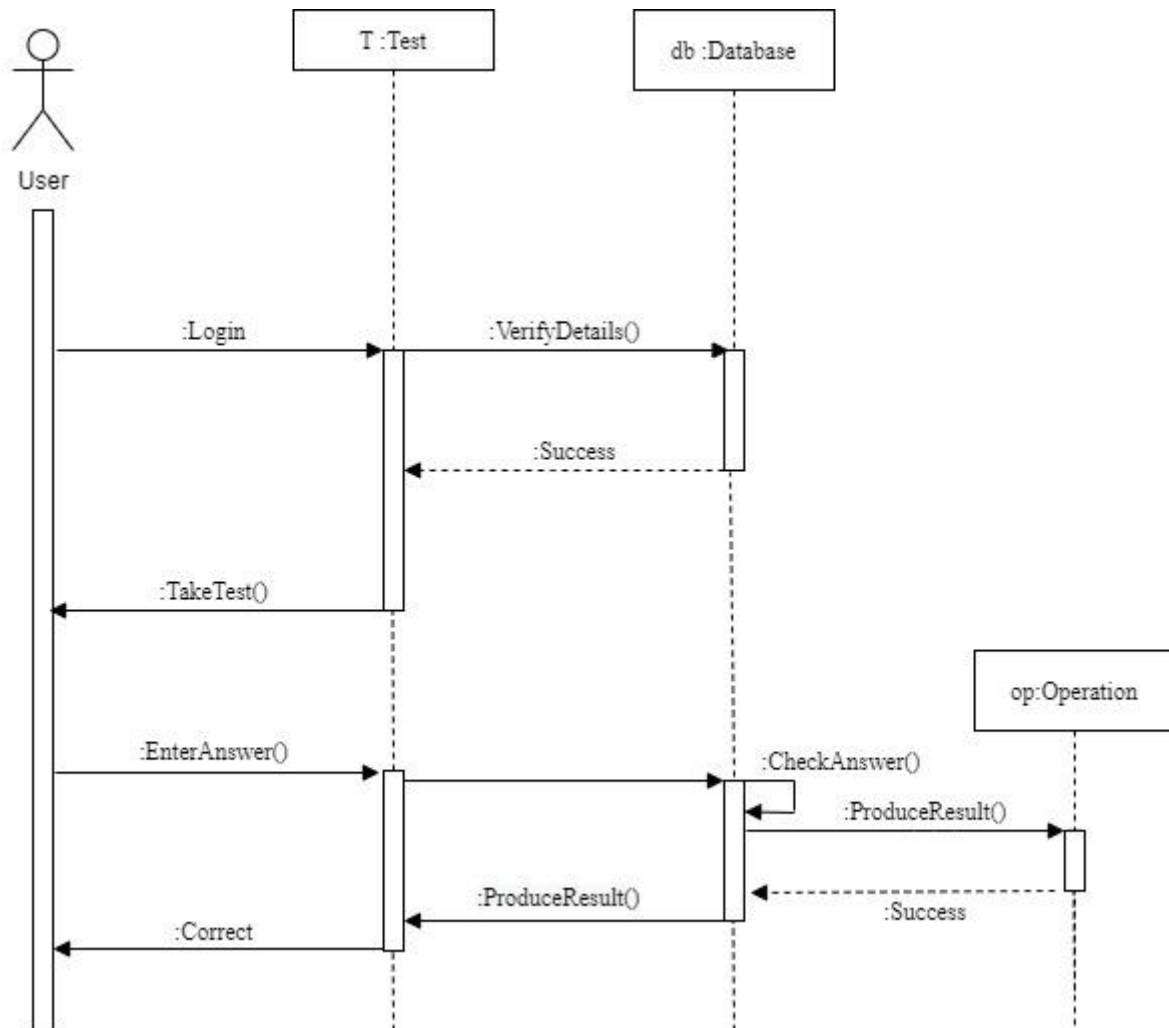 T :Test
db :Database
User
:Login
:VerifyDetails()
:Success
:TakeTest()
op:Operation
:EnterAnswer()
:CheckAnswer()
:ProduceResult()
:ProduceResult()
:Success
:Correct